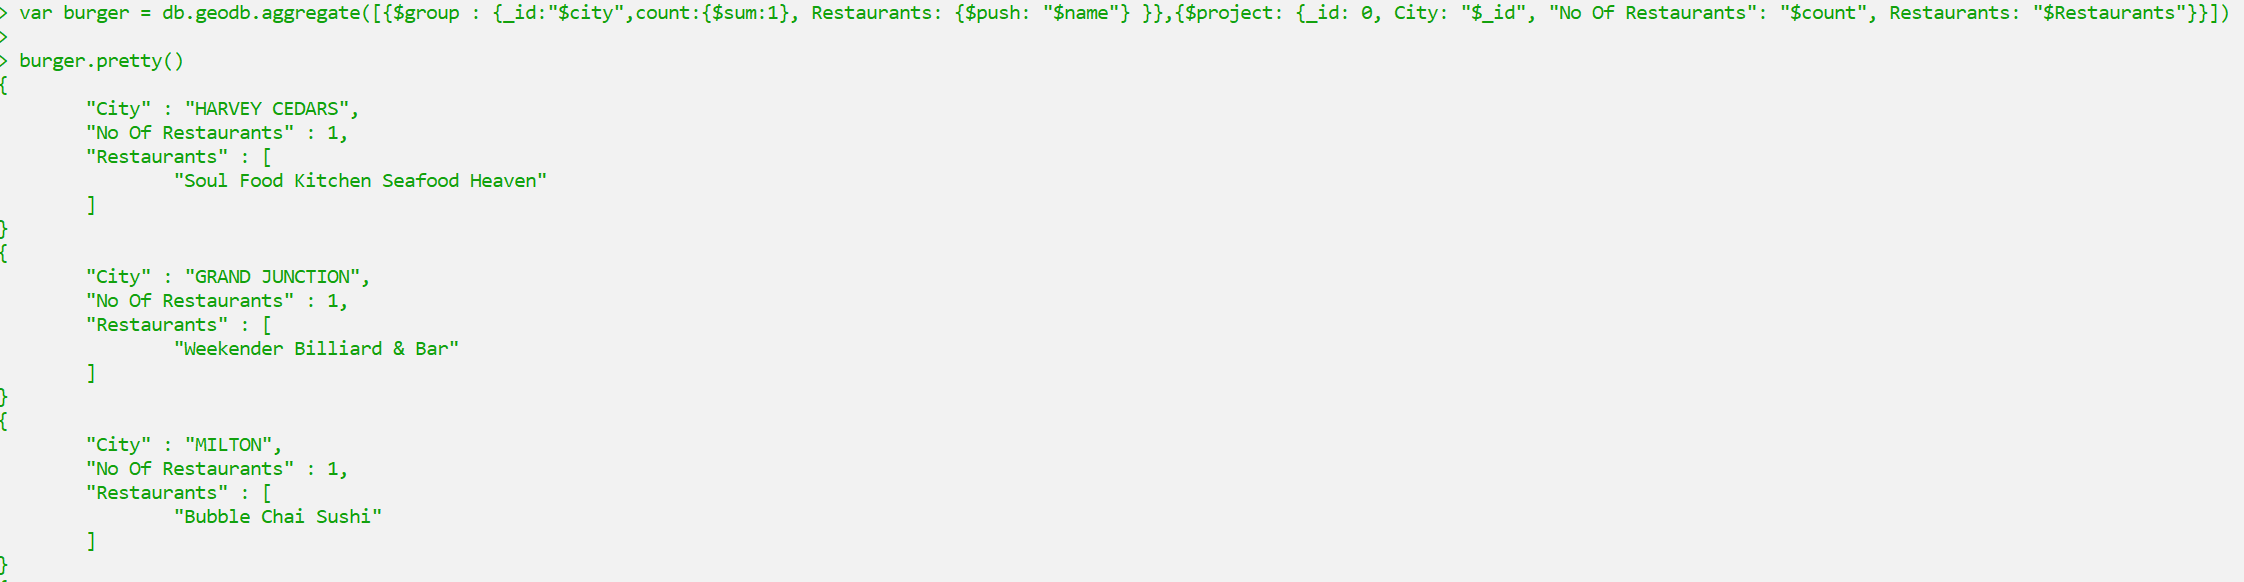 > var burger = db.geodb.aggregate([{$group : {_id:"$city",count:{$sum:1}, Restaurants: {$push: "$name"} }},{$project: {_id: 0, City: "$_id", "No Of Restaurants": "$count", Restaurants: "$Restaurants"}}])
>
> burger.pretty()
{
"City" : "HARVEY CEDARS",
"No Of Restaurants" : 1,
"Restaurants" : [
"Soul Food Kitchen Seafood Heaven"
]
}
{
"City" : "GRAND JUNCTION",
"No Of Restaurants" : 1,
"Restaurants" : [
"Weekender Billiard & Bar"
]
}
{
"City" : "MILTON",
"No Of Restaurants" : 1,
"Restaurants" : [
"Bubble Chai Sushi"
]
}